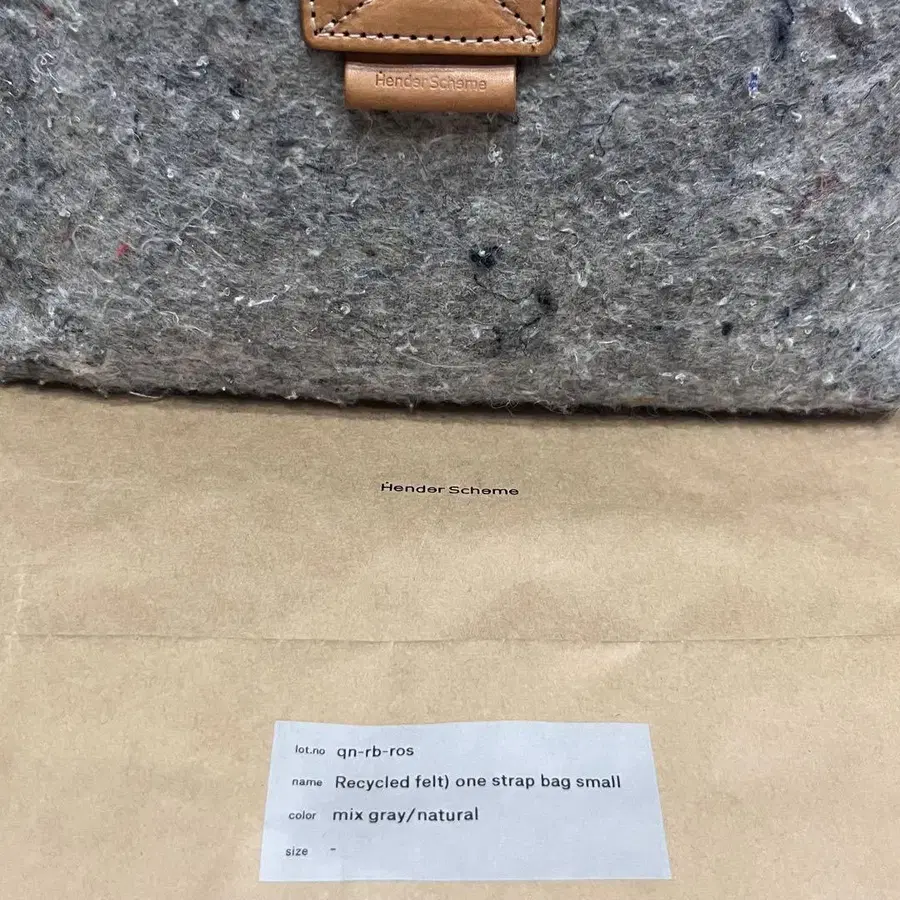 Hender Scheme
Hender Scheme
lot.no qn-rb-ros
name Recycled felt) one strap bag small
color mix gray/natural
size -